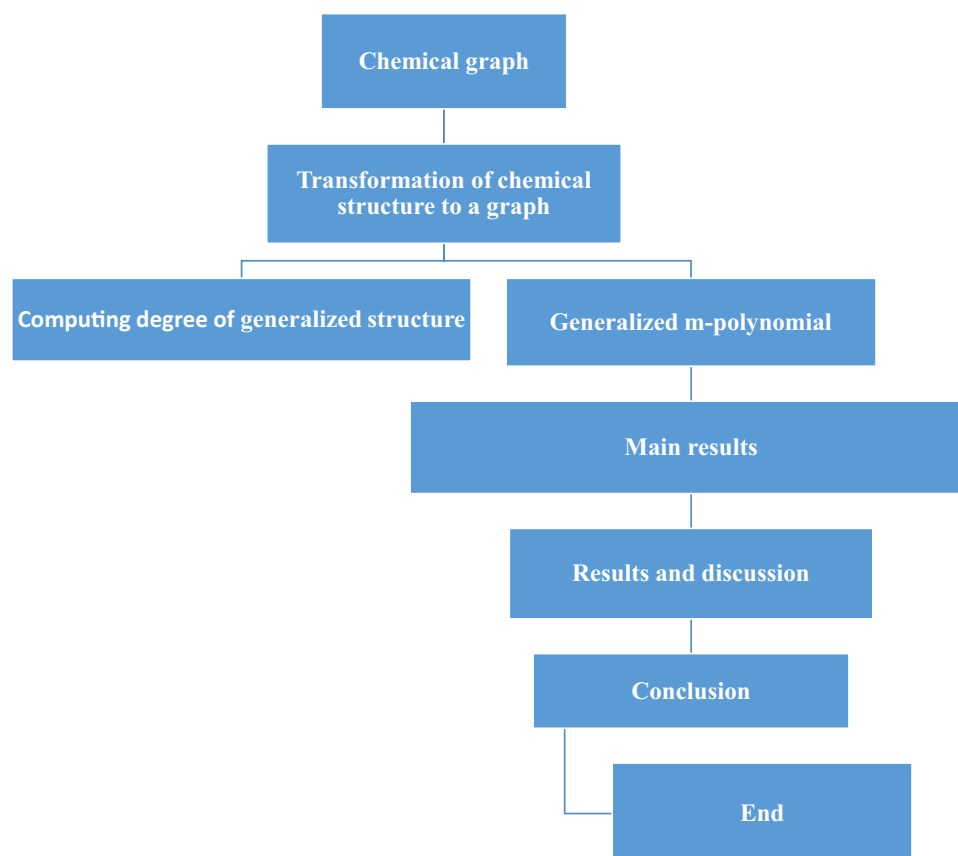 Chemical graph
Transformation of chemical
structure to a graph
Computing degree of generalized structure
Generalized m-polynomial
Main results
Results and discussion
Conclusion
End